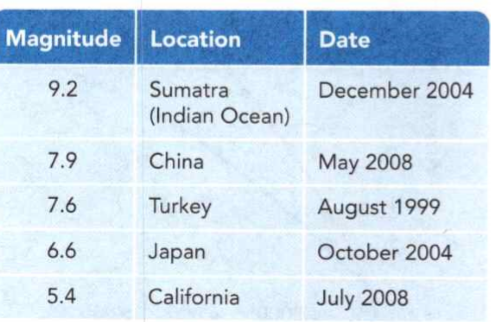 Magnitude Location Date
9.2 Sumatra December 2004
(Indian Ocean)
7.9 China May 2008
7.6 Turkey August 1999
6.6 Japan October 2004
5.4 California July 2008